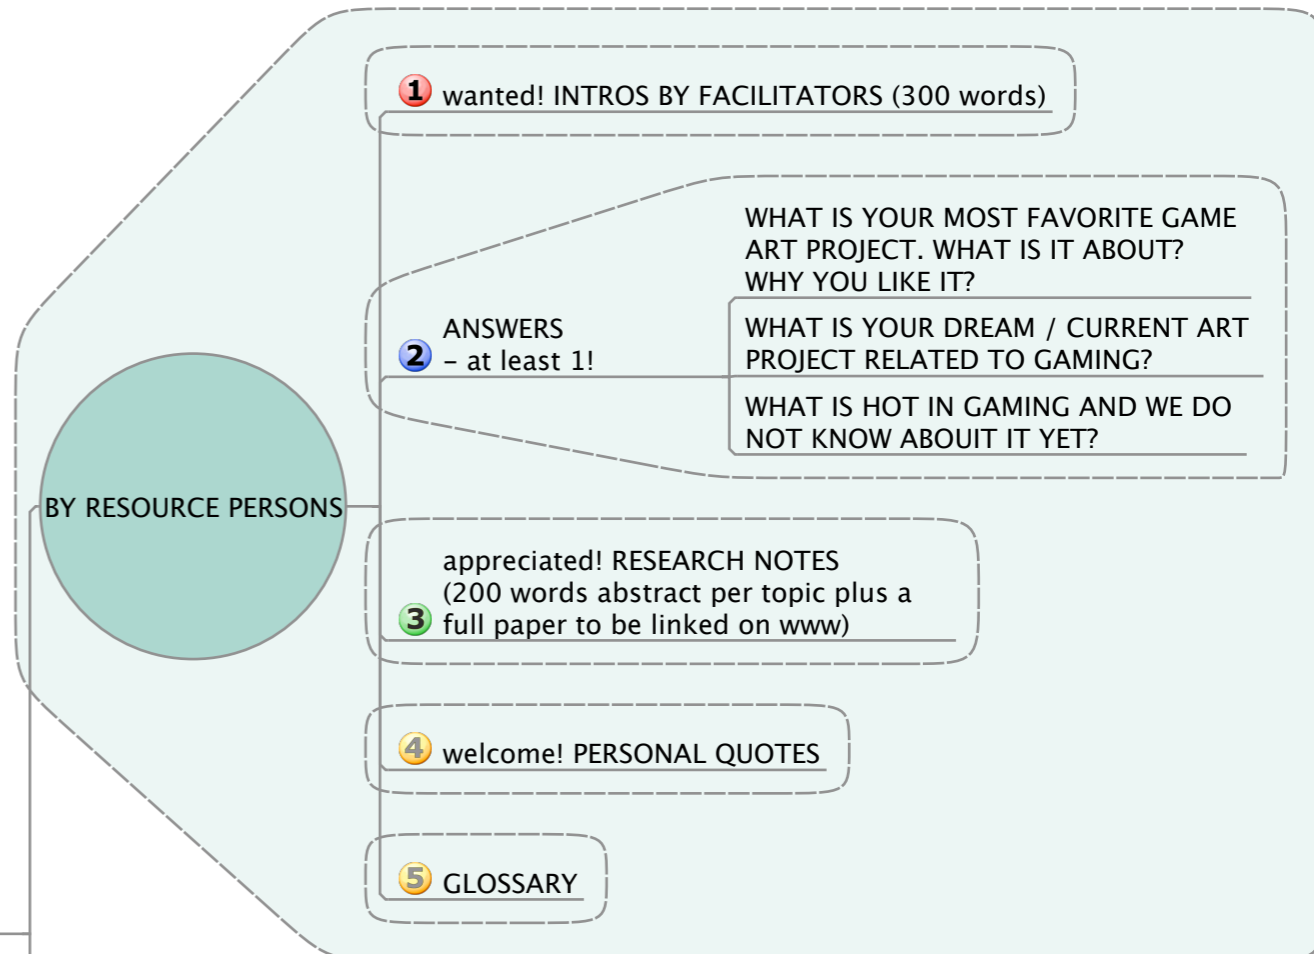 1 wanted! INTROS BY FACILITATORS (300 words)
WHAT IS YOUR MOST FAVORITE GAME
ART PROJECT. WHAT IS IT ABOUT?
WHY YOU LIKE IT?
ANSWERS
2 – at least 1!
WHAT IS YOUR DREAM / CURRENT ART
PROJECT RELATED TO GAMING?
WHAT IS HOT IN GAMING AND WE DO
NOT KNOW ABOUIT IT YET?
BY RESOURCE PERSONS
appreciated! RESEARCH NOTES
(200 words abstract per topic plus a
3 full paper to be linked on www)
4 welcome! PERSONAL QUOTES
5 GLOSSARY